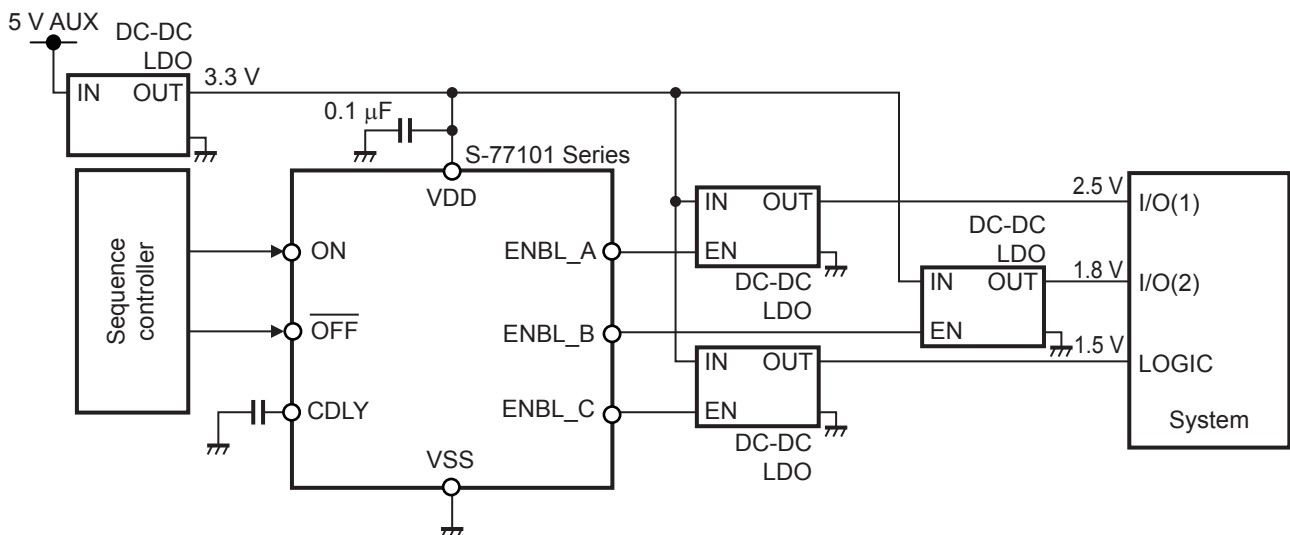 5 V AUX
DC-DC
LDO
IN OUT
3.3 V
0.1 μF
S-77101 Series
VDD
Sequence
controller
ON
OFF
CDLY
VSS
ENBL_A
ENBL_B
ENBL_C
IN OUT
EN
DC-DC
LDO
DC-DC
LDO
IN OUT
EN
IN OUT
EN
DC-DC
LDO
2.5 V
1.8 V
1.5 V
I/O(1)
I/O(2)
LOGIC
System